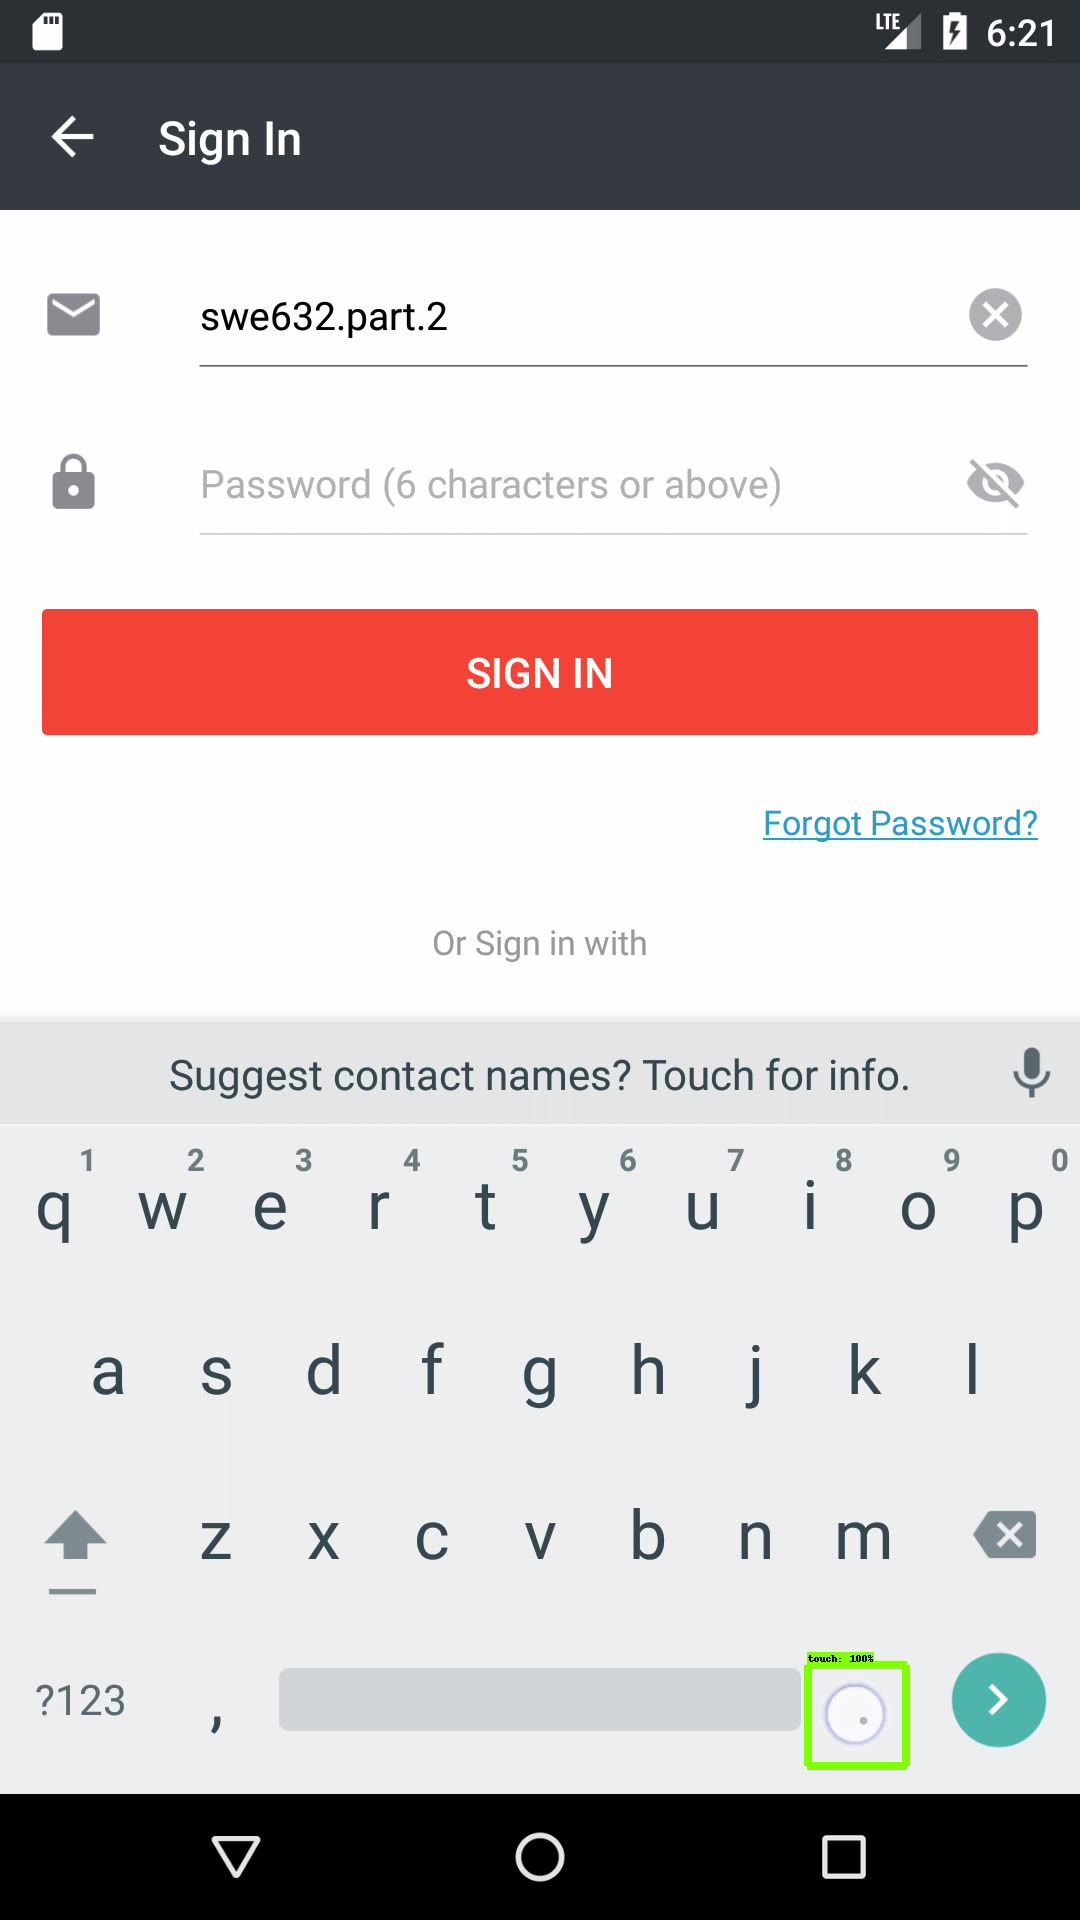 LTE 6:21
Sign In
swe632.part.2
Password (6 characters or above)
SIGN IN
Forgot Password?
Or Sign in with
Suggest contact names? Touch for info.
1 2 3 4 5 6 7 8 9 0
q w e r t y u i o p
a s d f g h j k l
z x c v b n m
touch: 100%
?123 , .